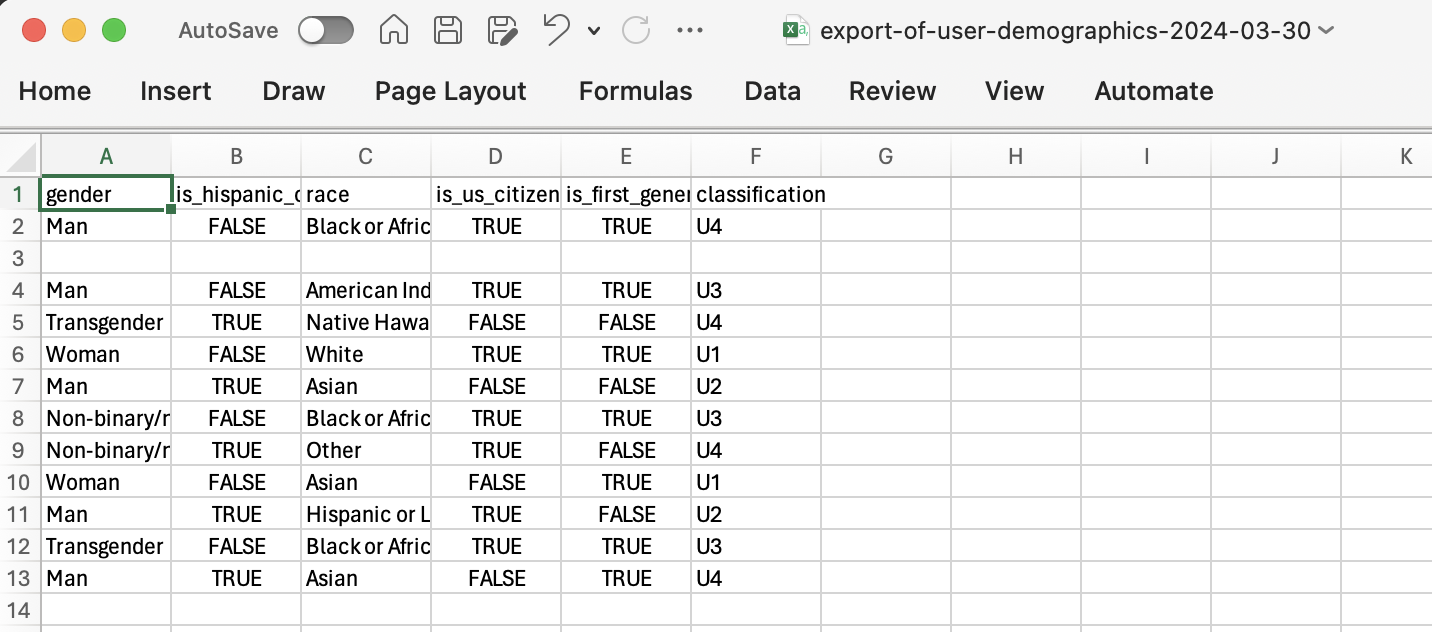 AutoSave export-of-user-demographics-2024-03-30
Home Insert Draw Page Layout Formulas Data Review View Automate
A B C D E F G H I J K
1 gender is_hispanic_o race is_us_citizen is_first_gener classification
2 Man FALSE Black or Afric TRUE TRUE U4
3
4 Man FALSE American Ind TRUE TRUE U3
5 Transgender TRUE Native Hawa FALSE FALSE U4
6 Woman FALSE White TRUE TRUE U1
7 Man TRUE Asian FALSE FALSE U2
8 Non-binary/n FALSE Black or Afric TRUE TRUE U3
9 Non-binary/n TRUE Other TRUE FALSE U4
10 Woman FALSE Asian FALSE TRUE U1
11 Man TRUE Hispanic or L TRUE FALSE U2
12 Transgender FALSE Black or Afric TRUE TRUE U3
13 Man TRUE Asian FALSE TRUE U4
14